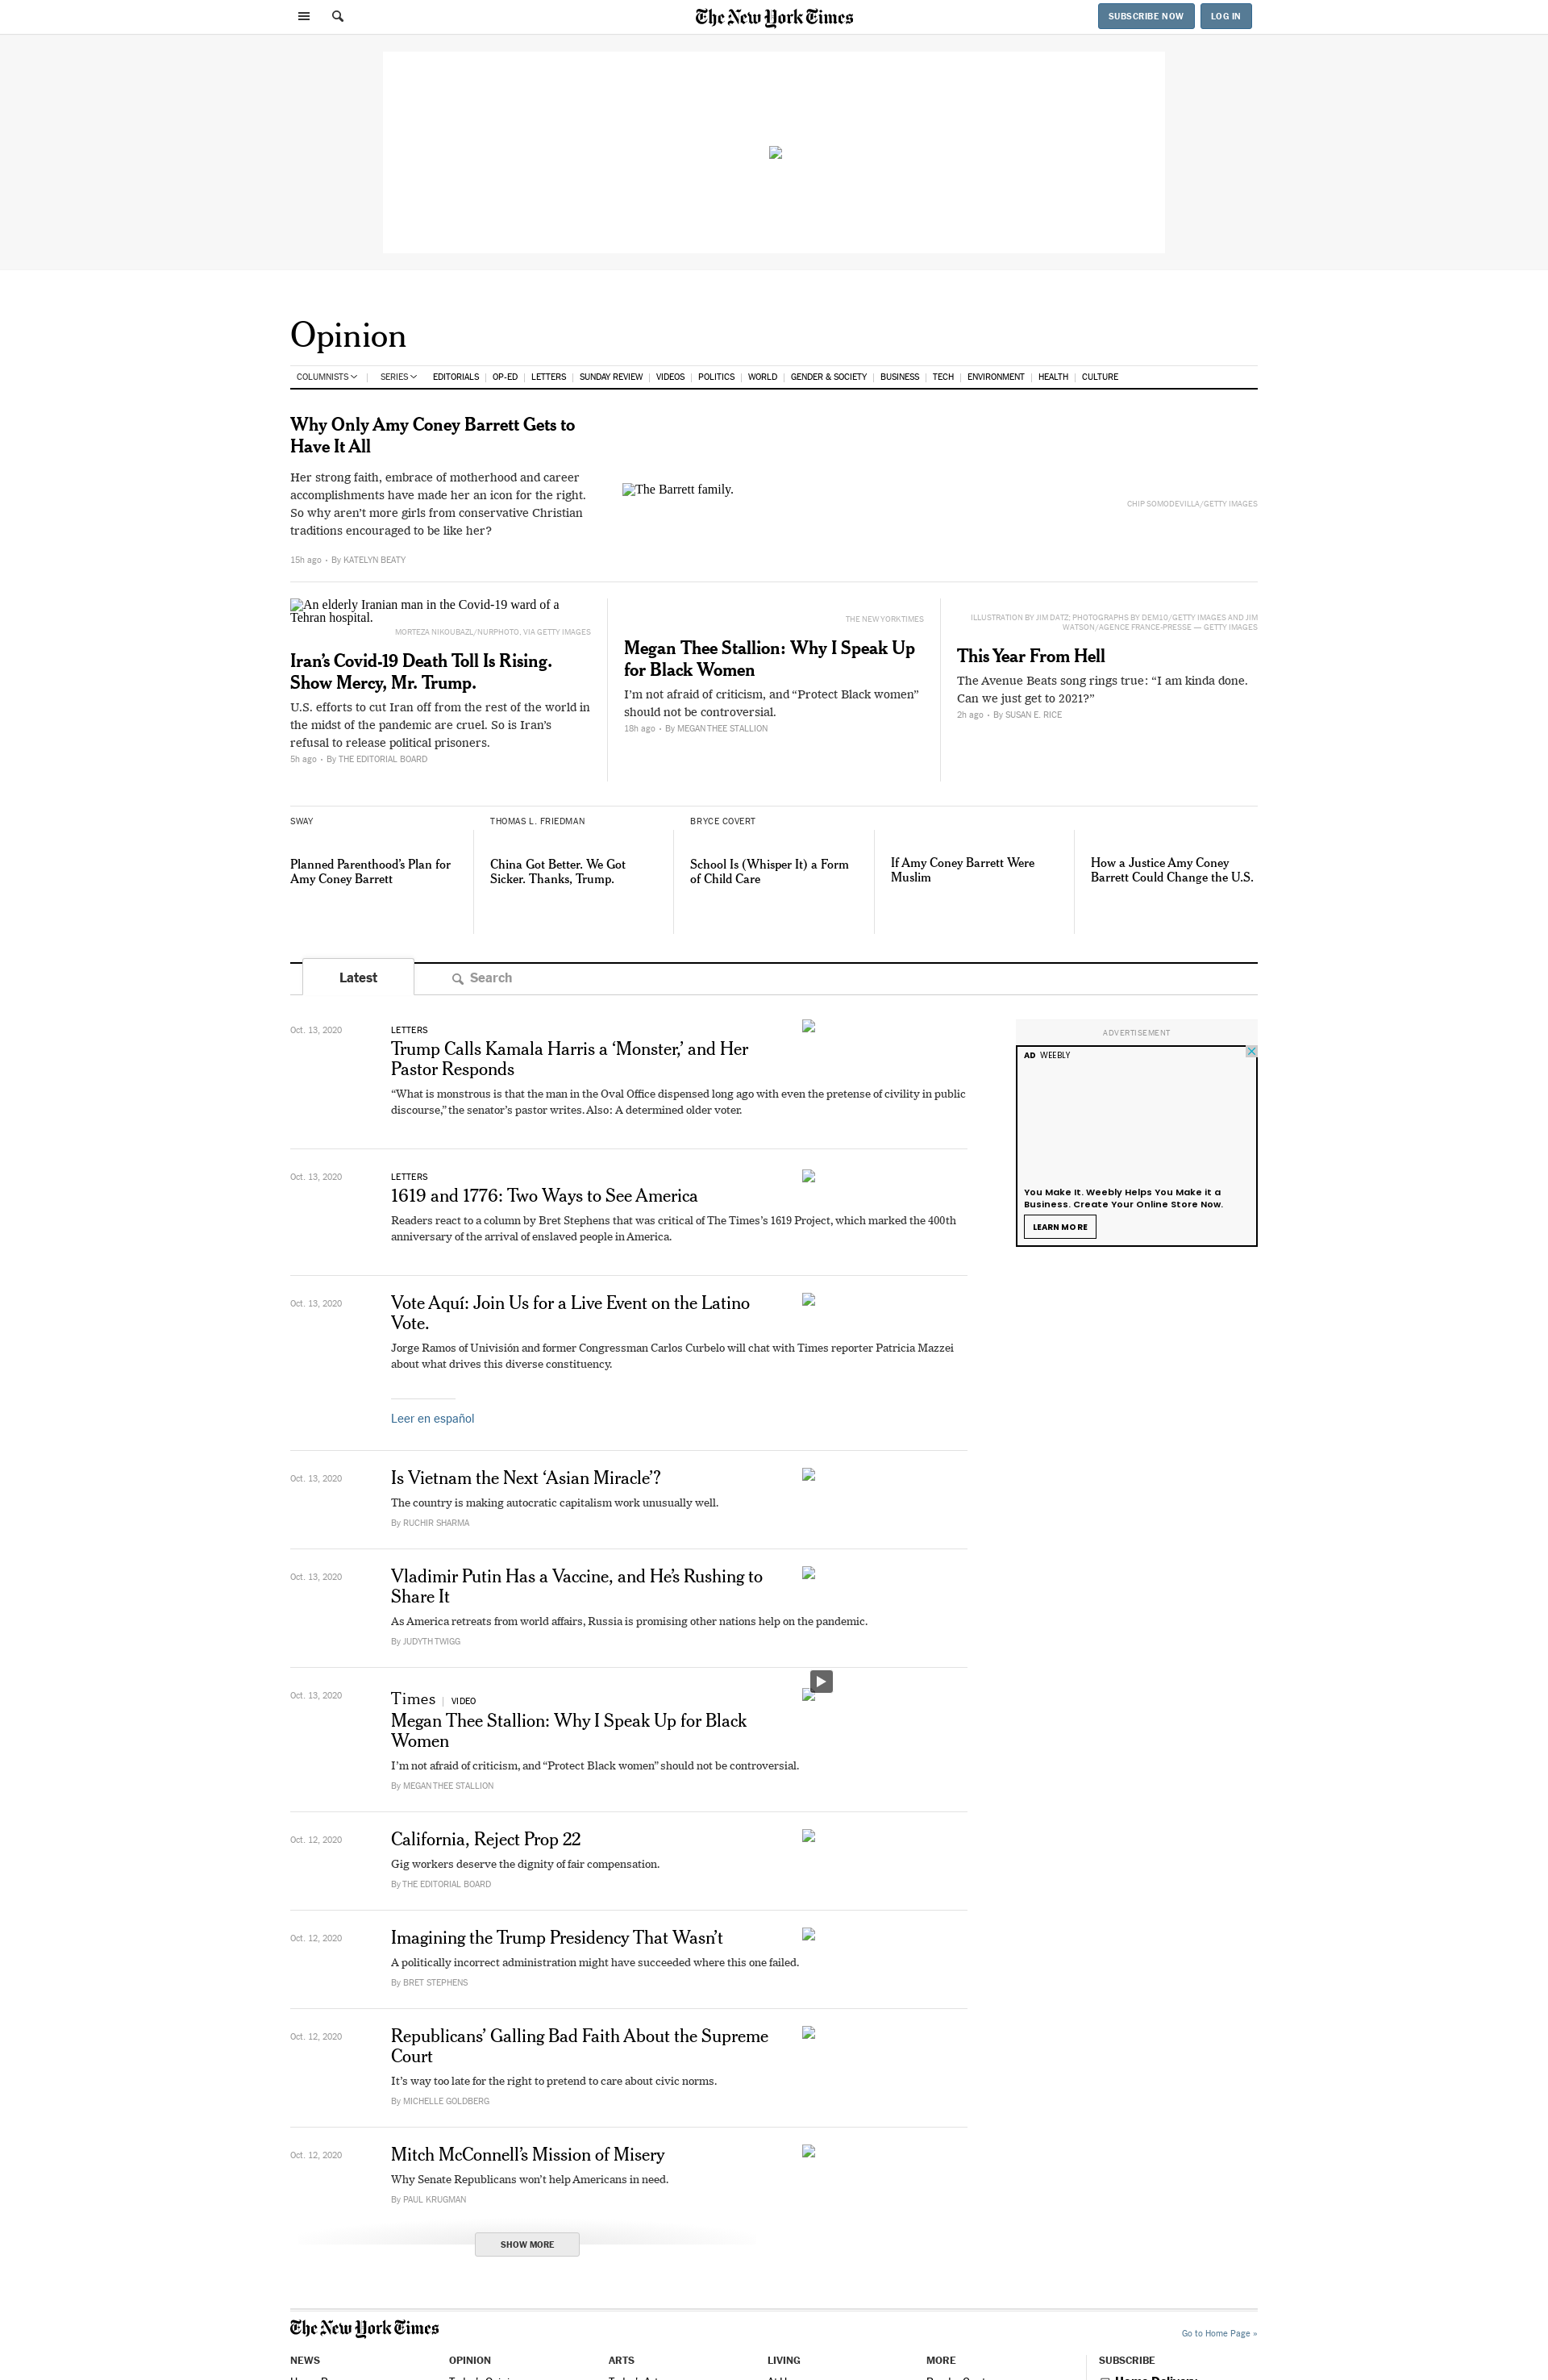 The New York Times
SUBSCRIBE NOW
LOG IN
Opinion
COLUMNISTS
SERIES
EDITORIALS
OP-ED
LETTERS
SUNDAY REVIEW
VIDEOS
POLITICS
WORLD
GENDER & SOCIETY
BUSINESS
TECH
ENVIRONMENT
HEALTH
CULTURE
Why Only Amy Coney Barrett Gets to
Have It All
Her strong faith, embrace of motherhood and career
accomplishments have made her an icon for the right.
So why aren’t more girls from conservative Christian
traditions encouraged to be like her?
15h ago • By KATELYN BEATY
The Barrett family.
CHIP SOMODEVILLA/GETTY IMAGES
An elderly Iranian man in the Covid-19 ward of a
Tehran hospital.
MORTEZA NIKOUBAZL/NURPHOTO, VIA GETTY IMAGES
Iran’s Covid-19 Death Toll Is Rising.
Show Mercy, Mr. Trump.
U.S. efforts to cut Iran off from the rest of the world in
the midst of the pandemic are cruel. So is Iran’s
refusal to release political prisoners.
5h ago • By THE EDITORIAL BOARD
THE NEW YORK TIMES
Megan Thee Stallion: Why I Speak Up
for Black Women
I’m not afraid of criticism, and “Protect Black women”
should not be controversial.
18h ago • By MEGAN THEE STALLION
ILLUSTRATION BY JIM DATZ; PHOTOGRAPHS BY DEM10/GETTY IMAGES AND JIM
WATSON/AGENCE FRANCE-PRESSE — GETTY IMAGES
This Year From Hell
The Avenue Beats song rings true: “I am kinda done.
Can we just get to 2021?”
2h ago • By SUSAN E. RICE
SWAY
Planned Parenthood’s Plan for
Amy Coney Barrett
THOMAS L. FRIEDMAN
China Got Better. We Got
Sicker. Thanks, Trump.
BRYCE COVERT
School Is (Whisper It) a Form
of Child Care
If Amy Coney Barrett Were
Muslim
How a Justice Amy Coney
Barrett Could Change the U.S.
Latest
Search
Oct. 13, 2020
LETTERS
Trump Calls Kamala Harris a ‘Monster,’ and Her
Pastor Responds
“What is monstrous is that the man in the Oval Office dispensed long ago with even the pretense of civility in public
discourse,” the senator’s pastor writes. Also: A determined older voter.
ADVERTISEMENT
AD WEEBLY
You Make It. Weebly Helps You Make it a
Business. Create Your Online Store Now.
LEARN MORE
Oct. 13, 2020
LETTERS
1619 and 1776: Two Ways to See America
Readers react to a column by Bret Stephens that was critical of The Times’s 1619 Project, which marked the 400th
anniversary of the arrival of enslaved people in America.
Oct. 13, 2020
Vote Aquí: Join Us for a Live Event on the Latino
Vote.
Jorge Ramos of Univisión and former Congressman Carlos Curbelo will chat with Times reporter Patricia Mazzei
about what drives this diverse constituency.
Leer en español
Oct. 13, 2020
Is Vietnam the Next ‘Asian Miracle’?
The country is making autocratic capitalism work unusually well.
By RUCHIR SHARMA
Oct. 13, 2020
Vladimir Putin Has a Vaccine, and He’s Rushing to
Share It
As America retreats from world affairs, Russia is promising other nations help on the pandemic.
By JUDYTH TWIGG
Oct. 13, 2020
Times | VIDEO
Megan Thee Stallion: Why I Speak Up for Black
Women
I’m not afraid of criticism, and “Protect Black women” should not be controversial.
By MEGAN THEE STALLION
Oct. 12, 2020
California, Reject Prop 22
Gig workers deserve the dignity of fair compensation.
By THE EDITORIAL BOARD
Oct. 12, 2020
Imagining the Trump Presidency That Wasn’t
A politically incorrect administration might have succeeded where this one failed.
By BRET STEPHENS
Oct. 12, 2020
Republicans’ Galling Bad Faith About the Supreme
Court
It’s way too late for the right to pretend to care about civic norms.
By MICHELLE GOLDBERG
Oct. 12, 2020
Mitch McConnell’s Mission of Misery
Why Senate Republicans won’t help Americans in need.
By PAUL KRUGMAN
SHOW MORE
The New York Times
Go to Home Page »
NEWS
OPINION
ARTS
LIVING
MORE
SUBSCRIBE
Home Delivery